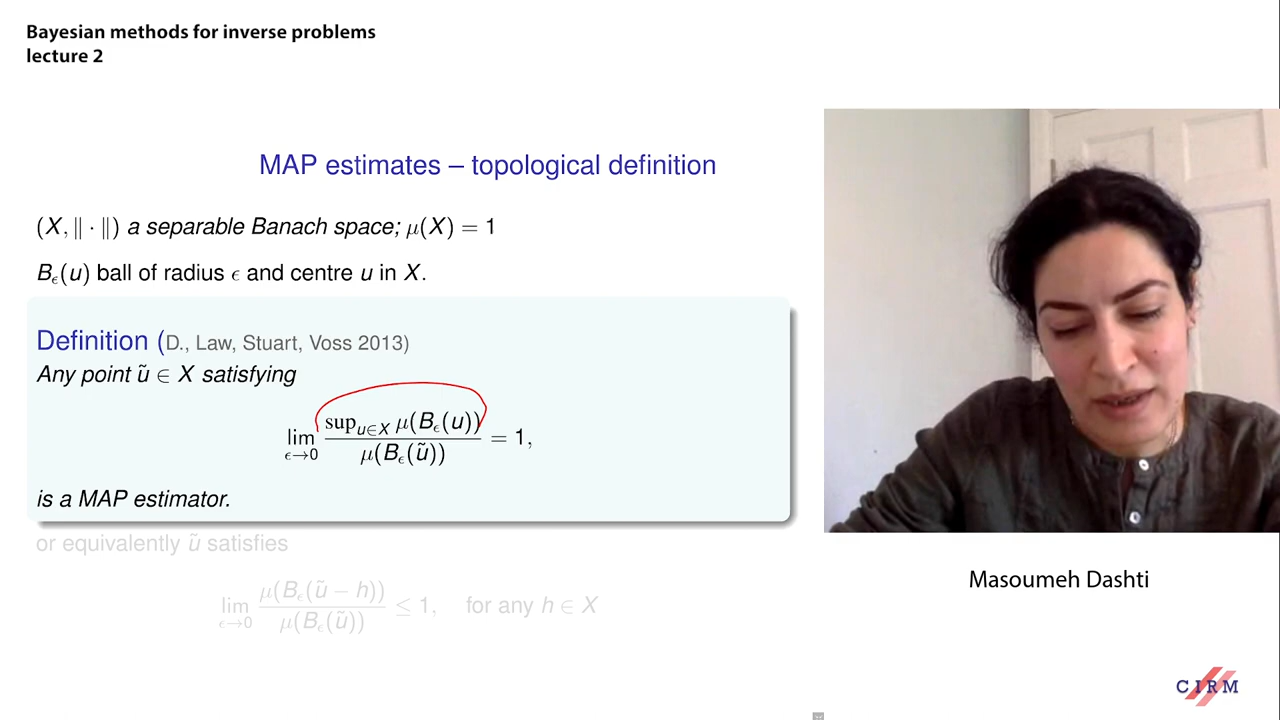 Bayesian methods for inverse problems
lecture 2
MAP estimates – topological definition
(X, ‖ · ‖) a separable Banach space; μ(X) = 1
B_ϵ(u) ball of radius ϵ and centre u in X.
Definition (D., Law, Stuart, Voss 2013)
Any point ũ ∈ X satisfying
lim_{ϵ→0} sup_{u∈X} μ(B_ϵ(u)) / μ(B_ϵ(ũ)) = 1,
is a MAP estimator.
or equivalently ũ satisfies
lim_{ϵ→0} μ(B_ϵ(ũ − h)) / μ(B_ϵ(ũ)) ≤ 1, for any h ∈ X
Masoumeh Dashti
CIRM